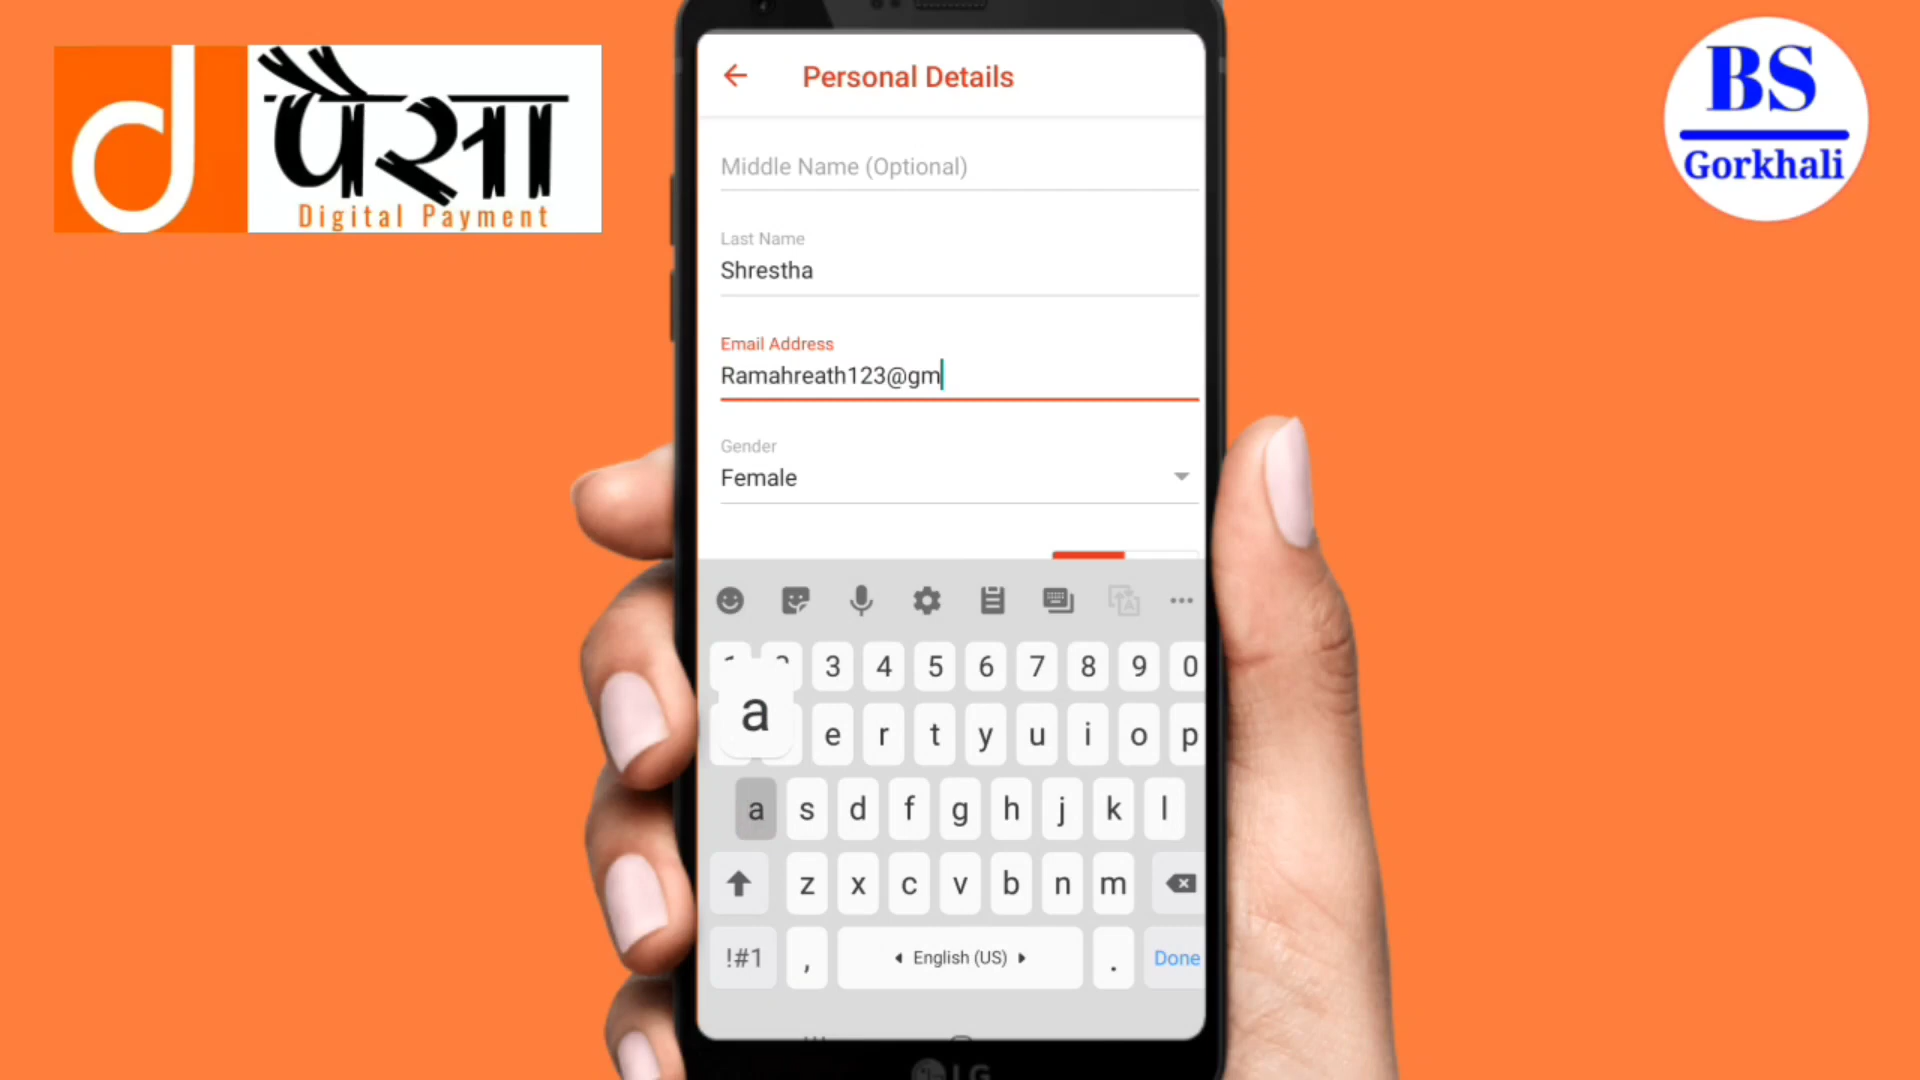 d
पैसा
Digital Payment
BS
Gorkhali
Personal Details
Middle Name (Optional)
Last Name
Shrestha
Email Address
Ramahreath123@gm
Gender
Female
3 4 5 6 7 8 9 0
a
e r t y u i o p
a s d f g h j k l
z x c v b n m
!#1 , English (US) . Done
LG